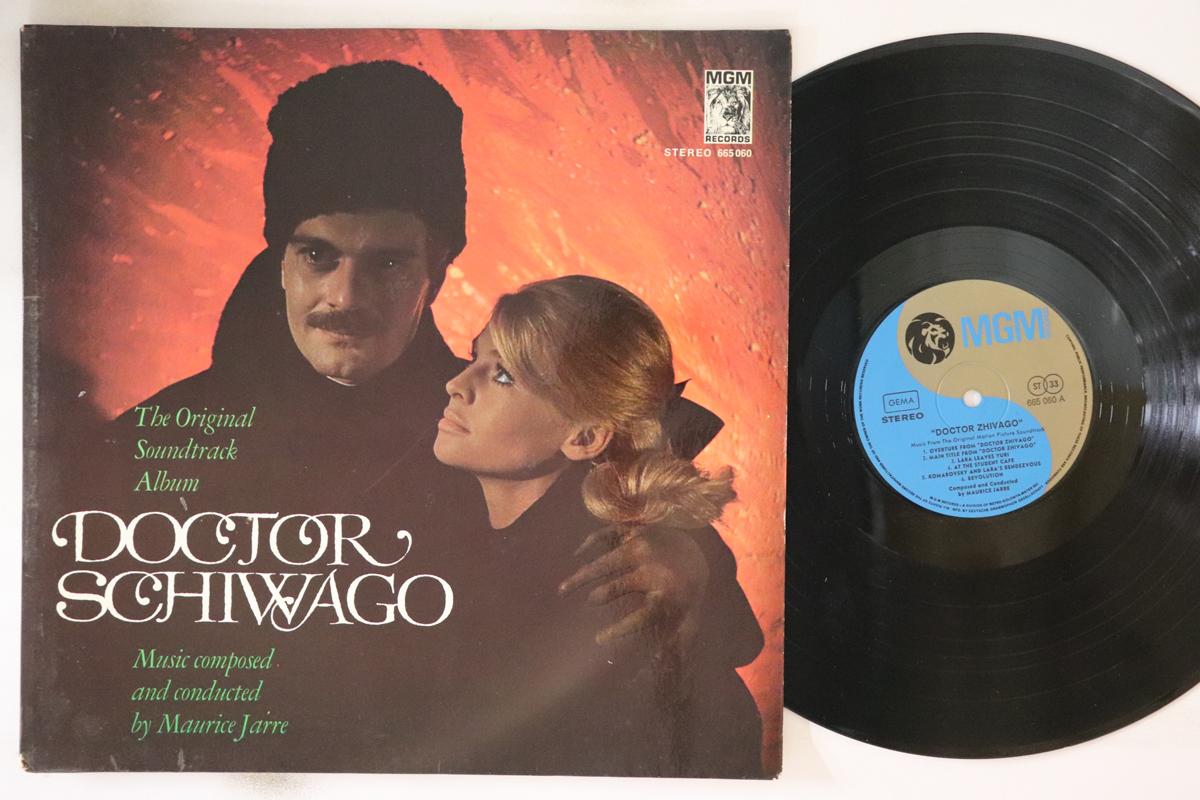 MGM
RECORDS
STEREO 665 060
The Original
Soundtrack
Album
DOCTOR
SCHIWAGO
Music composed
and conducted
by Maurice Jarre
MGM
GEMA
STEREO
ST 33
665 060 A
"DOCTOR ZHIVAGO"
Music From The Original Motion Picture Soundtrack
1. OVERTURE FROM "DOCTOR ZHIVAGO"
2. MAIN TITLE FROM "DOCTOR ZHIVAGO"
3. LARA LEAVES YURI
4. AT THE STUDENT CAFE
5. KOMAROVSKY AND LARA'S RENDEZVOUS
6. REVOLUTION
Composed and Conducted
by MAURICE JARRE